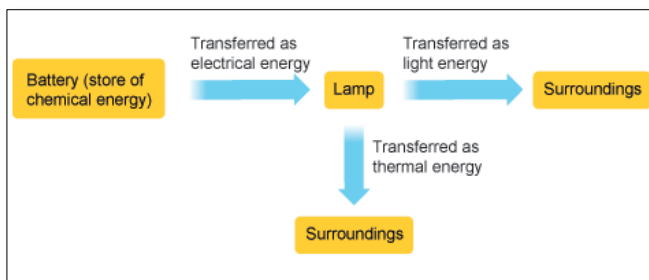 Transferred as
electrical energy
Transferred as
light energy
Battery (store of
chemical energy)
Lamp
Surroundings
Transferred as
thermal energy
Surroundings